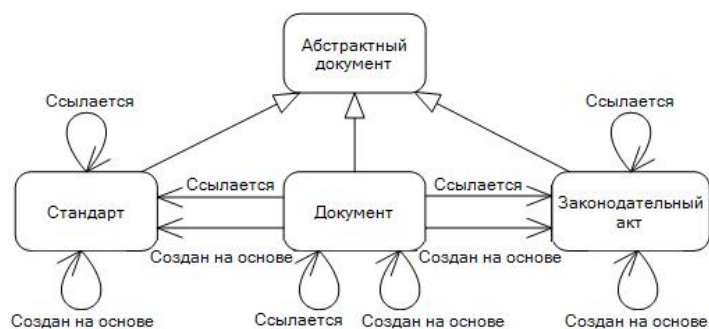 Абстрактный
документ
Ссылается
Ссылается
Стандарт
Ссылается
Документ
Ссылается
Законодательный
акт
Создан на основе
Создан на основе
Создан на основе
Ссылается
Создан на основе
Создан на основе